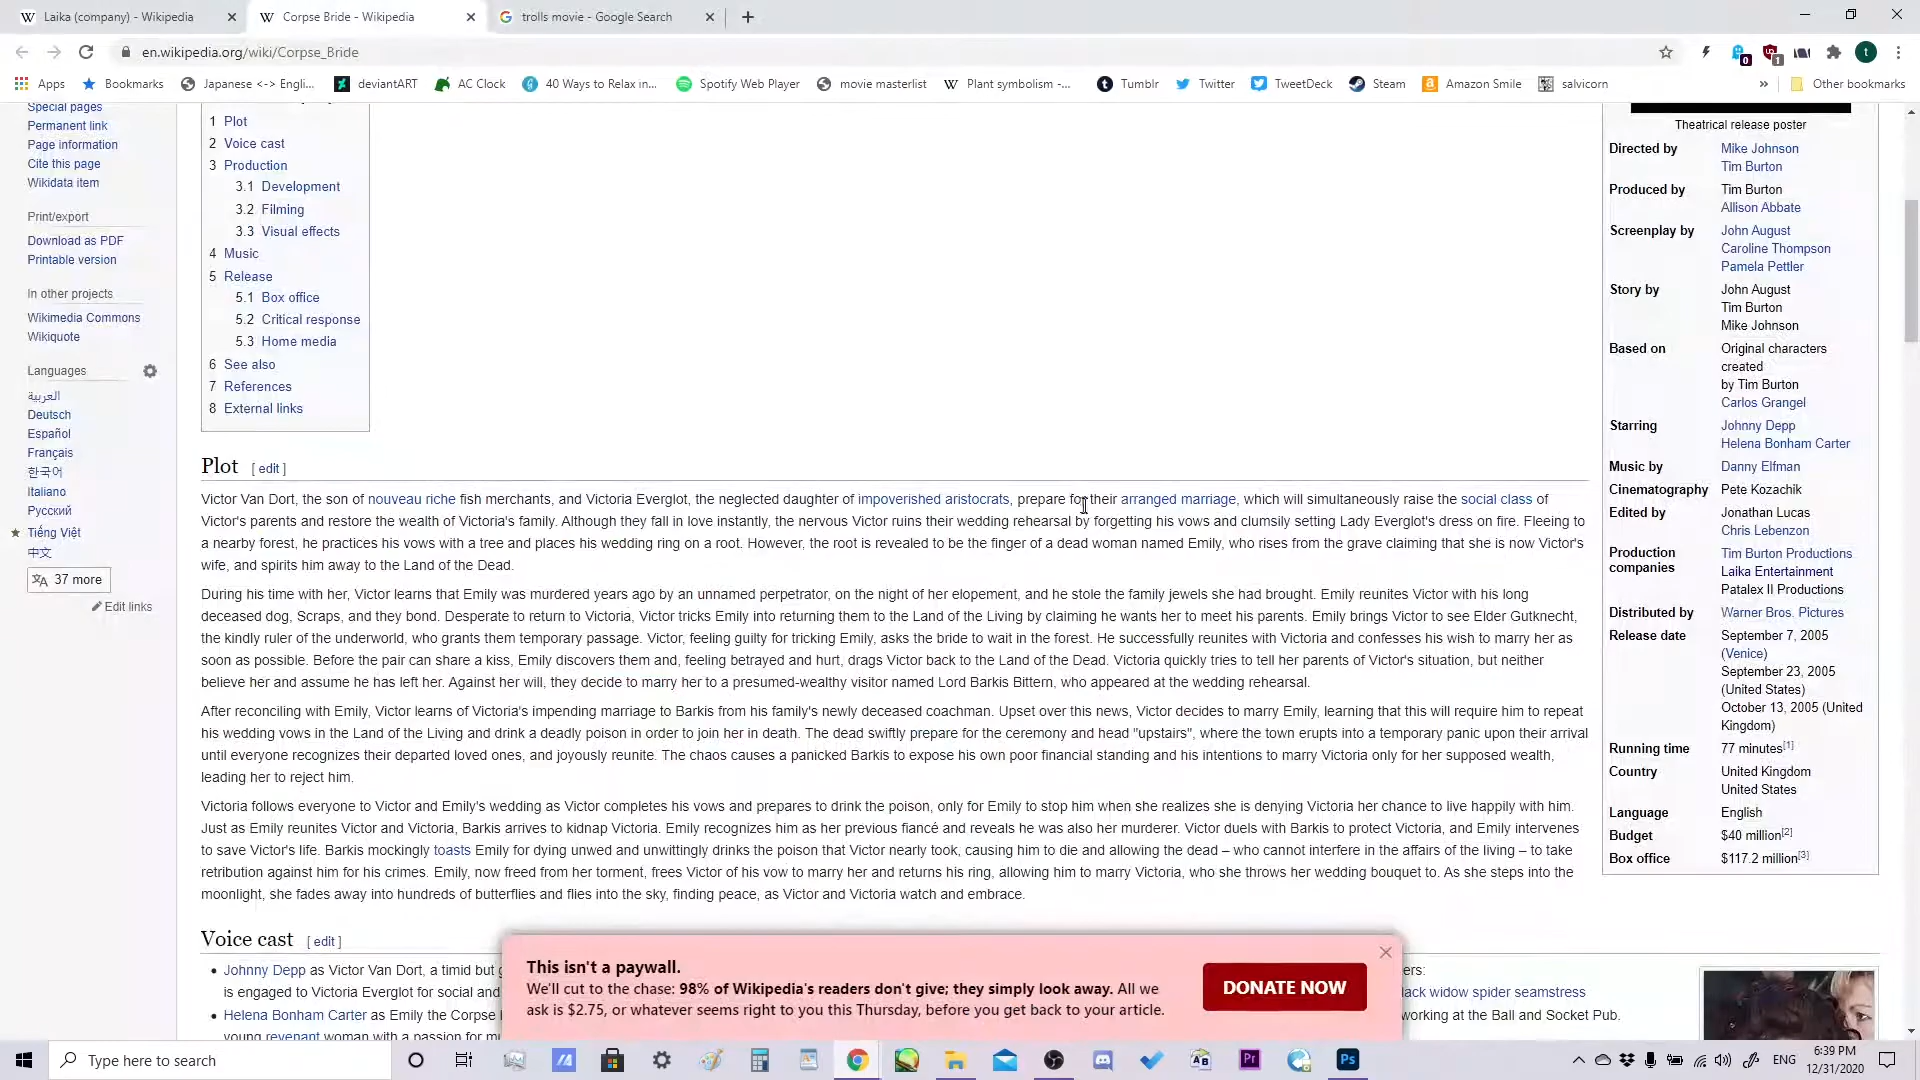 Laika (company) - Wikipedia
Corpse Bride - Wikipedia
trolls movie - Google Search
en.wikipedia.org/wiki/Corpse_Bride
0
1
t
Apps
Bookmarks
Japanese <-> Engli...
deviantART
AC Clock
40 Ways to Relax in...
Spotify Web Player
movie masterlist
Plant symbolism -...
Tumblr
Twitter
TweetDeck
Steam
Amazon Smile
salvicorn
»
Other bookmarks
Special pages
Permanent link
Page information
Cite this page
Wikidata item
Print/export
Download as PDF
Printable version
In other projects
Wikimedia Commons
Wikiquote
Languages
العربية
Deutsch
Español
Français
한국어
Italiano
Русский
Tiếng Việt
中文
37 more
Edit links
1 Plot
2 Voice cast
3 Production
3.1 Development
3.2 Filming
3.3 Visual effects
4 Music
5 Release
5.1 Box office
5.2 Critical response
5.3 Home media
6 See also
7 References
8 External links
Plot [ edit ]
Victor Van Dort, the son of nouveau riche fish merchants, and Victoria Everglot, the neglected daughter of impoverished aristocrats, prepare for their arranged marriage, which will simultaneously raise the social class of
Victor's parents and restore the wealth of Victoria's family. Although they fall in love instantly, the nervous Victor ruins their wedding rehearsal by forgetting his vows and clumsily setting Lady Everglot's dress on fire. Fleeing to
a nearby forest, he practices his vows with a tree and places his wedding ring on a root. However, the root is revealed to be the finger of a dead woman named Emily, who rises from the grave claiming that she is now Victor's
wife, and spirits him away to the Land of the Dead.
During his time with her, Victor learns that Emily was murdered years ago by an unnamed perpetrator, on the night of her elopement, and he stole the family jewels she had brought. Emily reunites Victor with his long
deceased dog, Scraps, and they bond. Desperate to return to Victoria, Victor tricks Emily into returning them to the Land of the Living by claiming he wants her to meet his parents. Emily brings Victor to see Elder Gutknecht,
the kindly ruler of the underworld, who grants them temporary passage. Victor, feeling guilty for tricking Emily, asks the bride to wait in the forest. He successfully reunites with Victoria and confesses his wish to marry her as
soon as possible. Before the pair can share a kiss, Emily discovers them and, feeling betrayed and hurt, drags Victor back to the Land of the Dead. Victoria quickly tries to tell her parents of Victor's situation, but neither
believe her and assume he has left her. Against her will, they decide to marry her to a presumed-wealthy visitor named Lord Barkis Bittern, who appeared at the wedding rehearsal.
After reconciling with Emily, Victor learns of Victoria's impending marriage to Barkis from his family's newly deceased coachman. Upset over this news, Victor decides to marry Emily, learning that this will require him to repeat
his wedding vows in the Land of the Living and drink a deadly poison in order to join her in death. The dead swiftly prepare for the ceremony and head "upstairs", where the town erupts into a temporary panic upon their arrival
until everyone recognizes their departed loved ones, and joyously reunite. The chaos causes a panicked Barkis to expose his own poor financial standing and his intentions to marry Victoria only for her supposed wealth,
leading her to reject him.
Victoria follows everyone to Victor and Emily's wedding as Victor completes his vows and prepares to drink the poison, only for Emily to stop him when she realizes she is denying Victoria her chance to live happily with him.
Just as Emily reunites Victor and Victoria, Barkis arrives to kidnap Victoria. Emily recognizes him as her previous fiancé and reveals he was also her murderer. Victor duels with Barkis to protect Victoria, and Emily intervenes
to save Victor's life. Barkis mockingly toasts Emily for dying unwed and unwittingly drinks the poison that Victor nearly took, causing him to die and allowing the dead – who cannot interfere in the affairs of the living – to take
retribution against him for his crimes. Emily, now freed from her torment, frees Victor of his vow to marry her and returns his ring, allowing him to marry Victoria, who she throws her wedding bouquet to. As she steps into the
moonlight, she fades away into hundreds of butterflies and flies into the sky, finding peace, as Victor and Victoria watch and embrace.
Voice cast [ edit ]
Johnny Depp as Victor Van Dort, a timid but
is engaged to Victoria Everglot for social and
Helena Bonham Carter as Emily the Corpse
young revenant woman with a passion for
ers:
lack widow spider seamstress
working at the Ball and Socket Pub.
Theatrical release poster
Directed by Mike Johnson
Tim Burton
Produced by Tim Burton
Allison Abbate
Screenplay by John August
Caroline Thompson
Pamela Pettler
Story by John August
Tim Burton
Mike Johnson
Based on Original characters
created
by Tim Burton
Carlos Grangel
Starring Johnny Depp
Helena Bonham Carter
Music by Danny Elfman
Cinematography Pete Kozachik
Edited by Jonathan Lucas
Chris Lebenzon
Production Tim Burton Productions
companies Laika Entertainment
Patalex II Productions
Distributed by Warner Bros. Pictures
Release date September 7, 2005
(Venice)
September 23, 2005
(United States)
October 13, 2005 (United
Kingdom)
Running time 77 minutes[1]
Country United Kingdom
United States
Language English
Budget $40 million[2]
Box office $117.2 million[3]
This isn't a paywall.
We'll cut to the chase: 98% of Wikipedia's readers don't give; they simply look away. All we
ask is $2.75, or whatever seems right to you this Thursday, before you get back to your article.
DONATE NOW
Type here to search
Pr
Ps
ENG
6:39 PM
12/31/2020